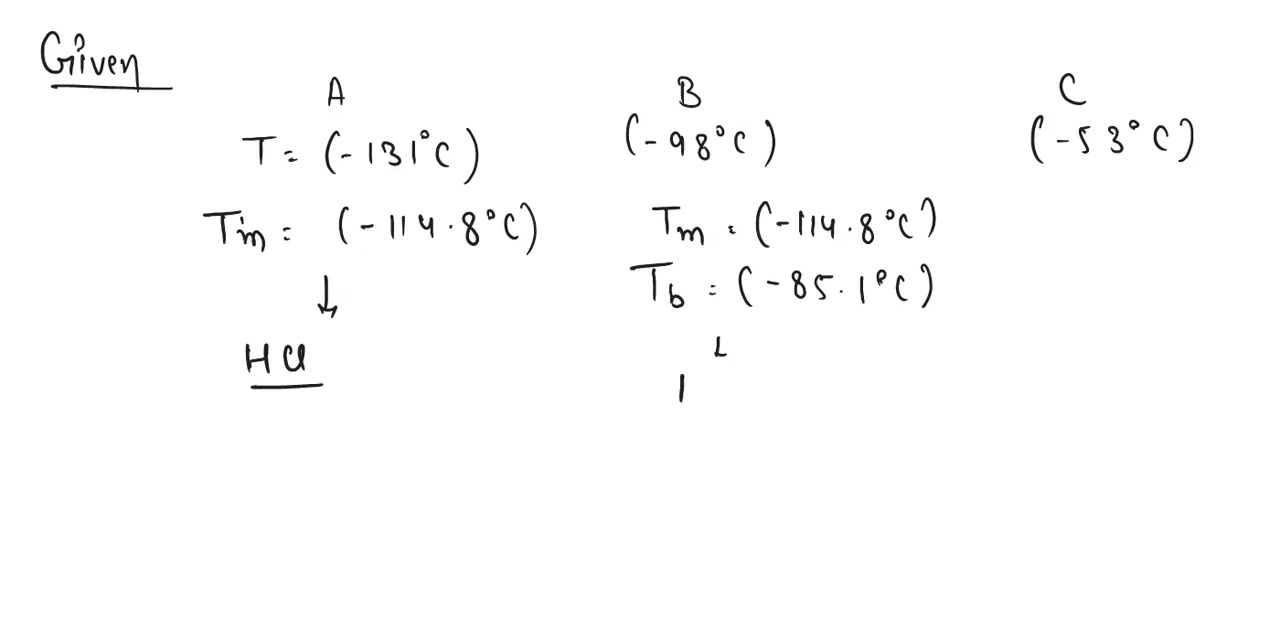 Given
A B C
T = (-131°C) (-98°C) (-53°C)
Tm = (-114.8°C) Tm = (-114.8°C)
Tb = (-85.1°C)
↓
HCl